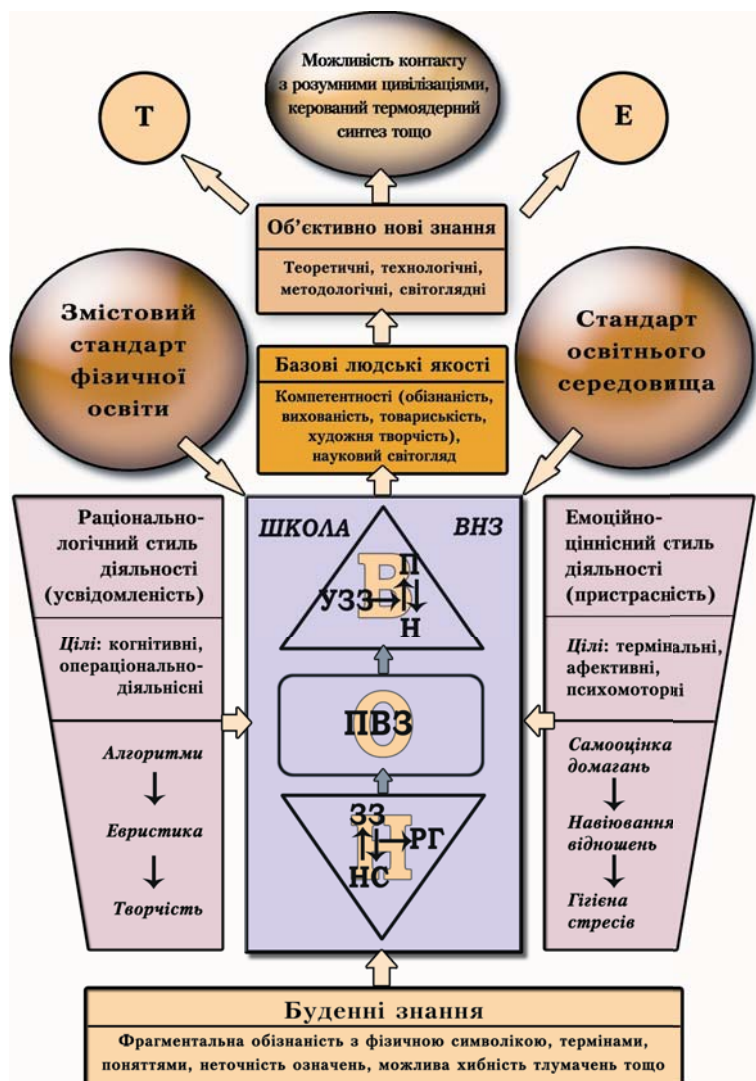 Можливість контакту
з розумними цивілізаціями,
керований термоядерний
синтез тощо
Т
Е
Об’єктивно нові знання
Теоретичні, технологічні,
методологічні, світоглядні
Змістовий
стандарт
фізичної
освіти
Стандарт
освітнього
середовища
Базові людські якості
Компетентності (обізнаність,
вихованість, товариськість,
художня творчість),
науковий світогляд
Раціонально-
логічний стиль
діяльності
(усвідомленість)
Цілі: когнітивні,
операціонально-
діяльнісні
Алгоритми
Евристика
Творчість
ШКОЛА
ВНЗ
В
П
УЗЗ
Н
О
ПВЗ
Н
ЗЗ
РГ
НС
Емоційно-
ціннісний стиль
діяльності
(пристрасність)
Цілі: термінальні,
афективні,
психомоторні
Самооцінка
домагань
Навіювання
відношень
Гігієна
стресів
Буденні знання
Фрагментальна обізнаність з фізичною символікою, термінами,
поняттями, неточність означень, можлива хибність тлумачень тощо